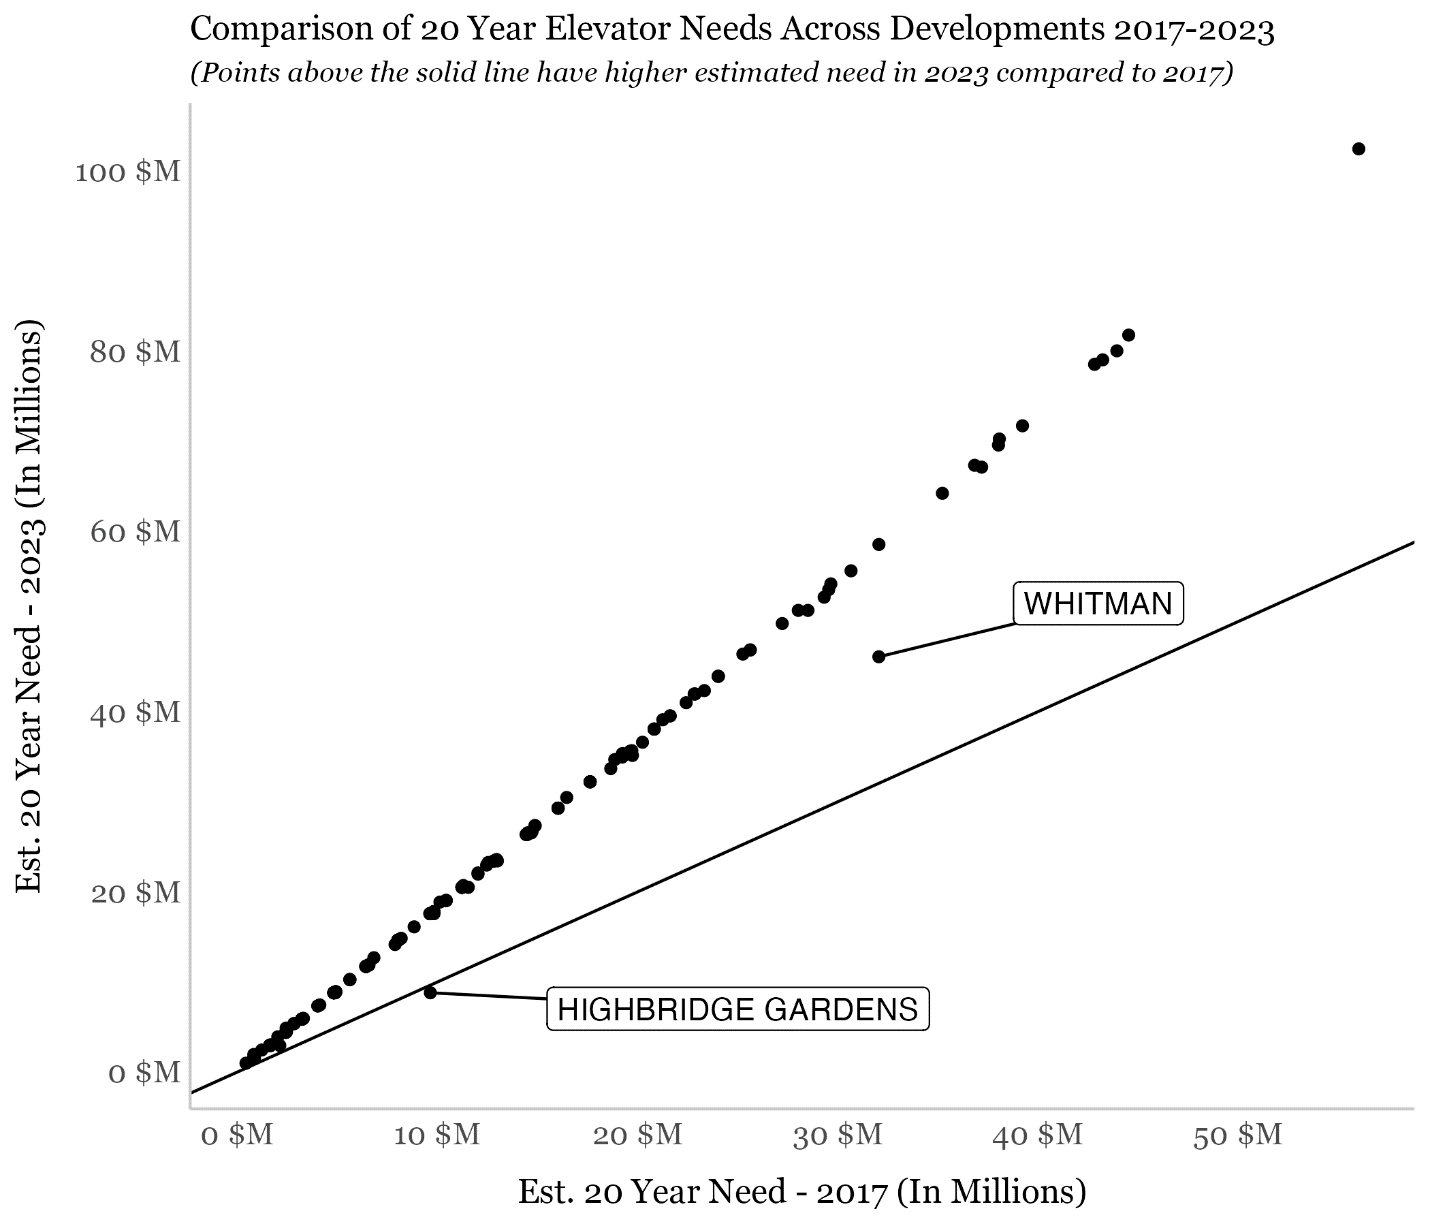 Comparison of 20 Year Elevator Needs Across Developments 2017-2023
(Points above the solid line have higher estimated need in 2023 compared to 2017)
Est. 20 Year Need - 2023 (In Millions)
100 $M
80 $M
60 $M
40 $M
20 $M
0 $M
WHITMAN
HIGHBRIDGE GARDENS
0 $M 10 $M 20 $M 30 $M 40 $M 50 $M
Est. 20 Year Need - 2017 (In Millions)